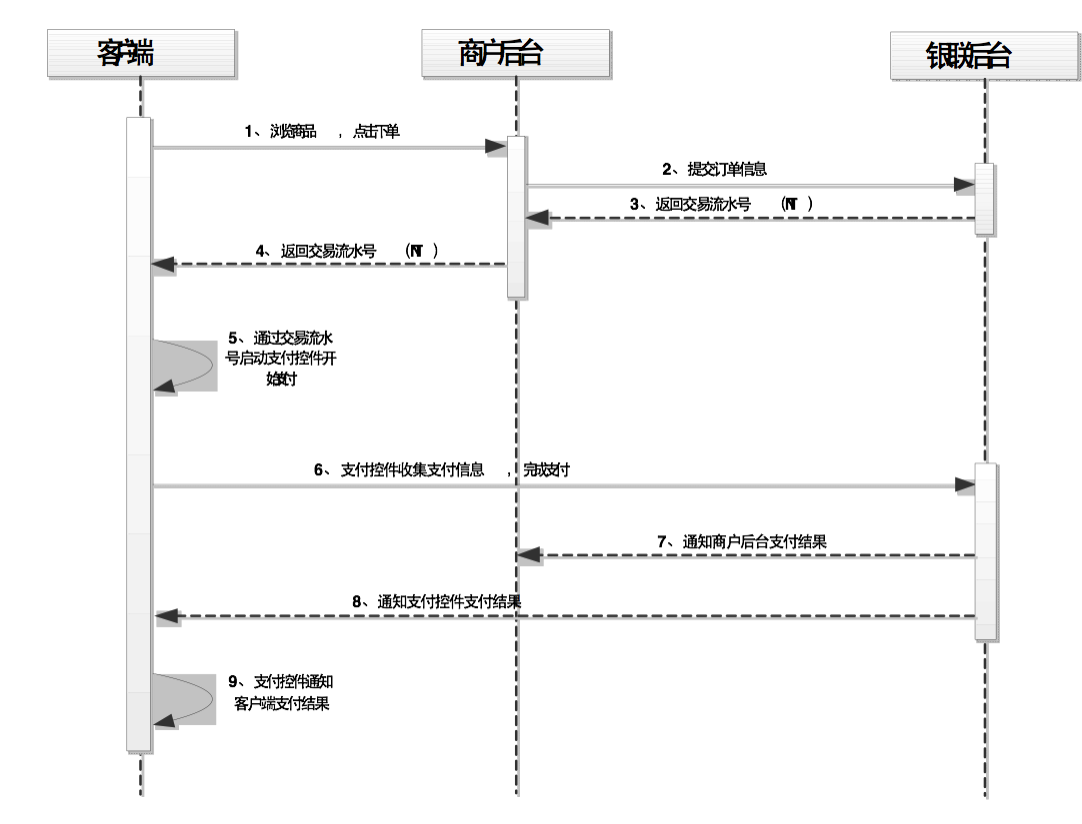 客户端
商户后台
银联后台
1、浏览商品，点击下单
2、提交订单信息
3、返回交易流水号（TN）
4、返回交易流水号（TN）
5、通过交易流水
号启动支付控件开
始支付
6、支付控件收集支付信息，完成支付
7、通知商户后台支付结果
8、通知支付控件支付结果
9、支付控件通知
客户端支付结果